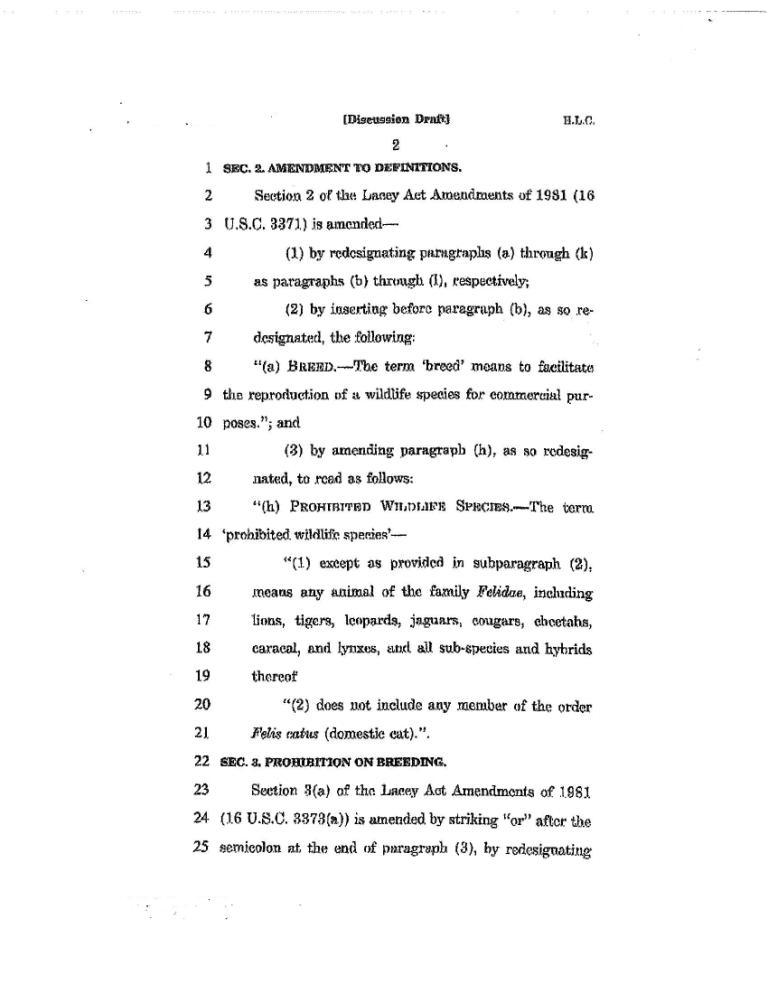 [Discussion Draft] H.L.C.
2
1 SEC. 2. AMENDMENT TO DEFINITIONS.
2 Section 2 of the Lacey Act Amendments of 1981 (16
3 U.S.C. 3371) is amended—
4 (1) by redesignating paragraphs (a) through (k)
5 as paragraphs (b) through (l), respectively;
6 (2) by inserting before paragraph (b), as so re-
7 designated, the following:
8 “(a) BREED.—The term ‘breed’ means to facilitate
9 the reproduction of a wildlife species for commercial pur-
10 poses.”; and
11 (3) by amending paragraph (h), as so redesig-
12 nated, to read as follows:
13 “(h) PROHIBITED WILDLIFE SPECIES.—The term
14 ‘prohibited wildlife species’—
15 “(1) except as provided in subparagraph (2),
16 means any animal of the family Felidae, including
17 lions, tigers, leopards, jaguars, cougars, cheetahs,
18 caracal, and lynxes, and all sub-species and hybrids
19 thereof
20 “(2) does not include any member of the order
21 Felis catus (domestic cat).”.
22 SEC. 3. PROHIBITION ON BREEDING.
23 Section 3(a) of the Lacey Act Amendments of 1981
24 (16 U.S.C. 3373(a)) is amended by striking “or” after the
25 semicolon at the end of paragraph (3), by redesignating